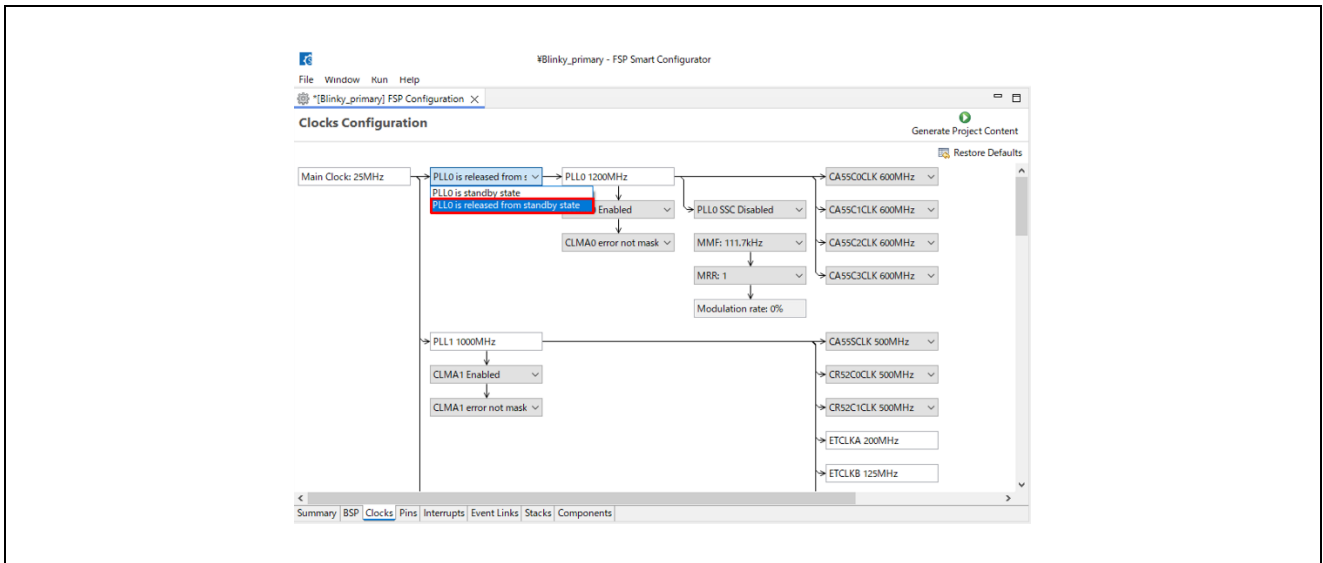 ¥Blinky_primary - FSP Smart Configurator
File Window Run Help
*[Blinky_primary] FSP Configuration
Clocks Configuration
Generate Project Content
Restore Defaults
Main Clock: 25MHz
PLL0 is released from s
PLL0 1200MHz
CA55C0CLK 600MHz
PLL0 is standby state
PLL0 is released from standby state
Enabled
PLL0 SSC Disabled
CA55C1CLK 600MHz
CLMA0 error not mask
MMF: 111.7kHz
CA55C2CLK 600MHz
MRR: 1
CA55C3CLK 600MHz
Modulation rate: 0%
PLL1 1000MHz
CA55SCLK 500MHz
CLMA1 Enabled
CR52C0CLK 500MHz
CLMA1 error not mask
CR52C1CLK 500MHz
ETCLKA 200MHz
ETCLKB 125MHz
Summary BSP Clocks Pins Interrupts Event Links Stacks Components